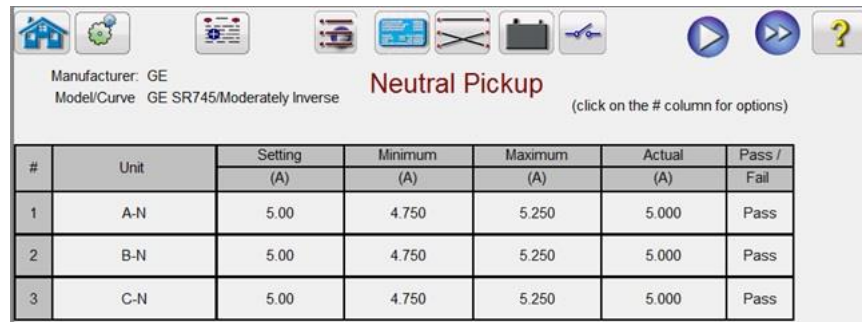 ?
Manufacturer: GE
Neutral Pickup
Model/Curve GE SR745/Moderately Inverse
(click on the # column for options)
# Unit Setting Minimum Maximum Actual Pass /
(A) (A) (A) (A) Fail
1 A-N 5.00 4.750 5.250 5.000 Pass
2 B-N 5.00 4.750 5.250 5.000 Pass
3 C-N 5.00 4.750 5.250 5.000 Pass